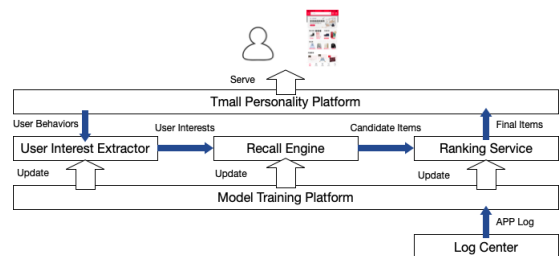 Serve
Tmall Personality Platform
User Behaviors
User Interests
Candidate Items
Final Items
User Interest Extractor
Recall Engine
Ranking Service
Update
Update
Update
Model Training Platform
APP Log
Log Center